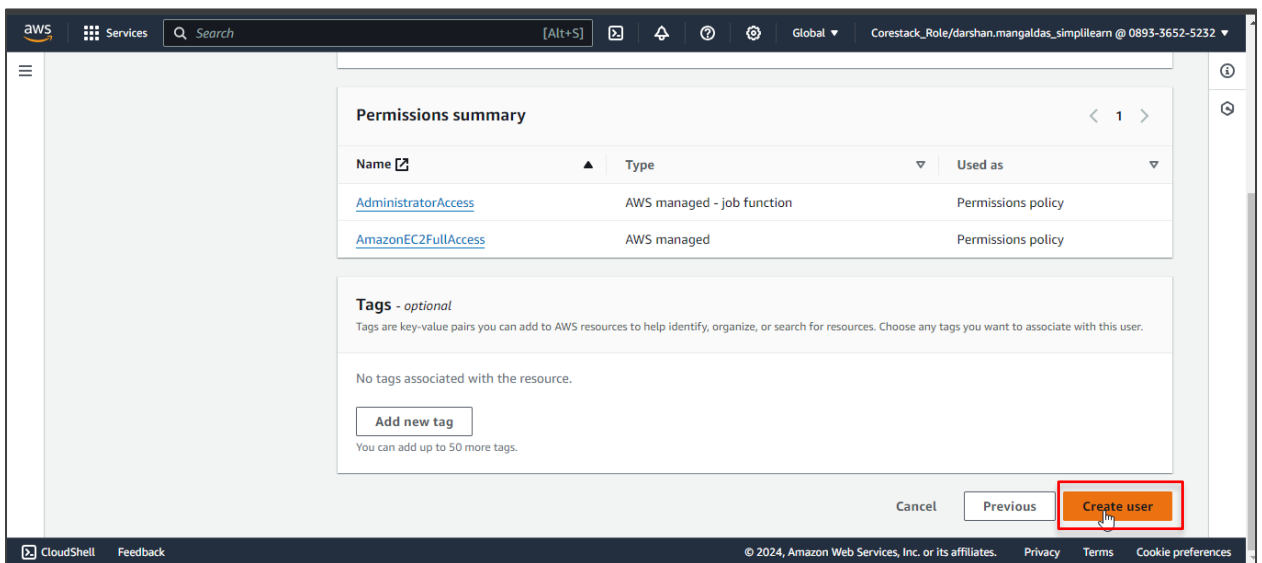 aws Services Search [Alt+S] Global Corestack_Role/darshan.mangaldas_simplilearn @ 0893-3652-5232
Permissions summary 1
Name Type Used as
AdministratorAccess AWS managed - job function Permissions policy
AmazonEC2FullAccess AWS managed Permissions policy
Tags - optional
Tags are key-value pairs you can add to AWS resources to help identify, organize, or search for resources. Choose any tags you want to associate with this user.
No tags associated with the resource.
Add new tag
You can add up to 50 more tags.
Cancel Previous Create user
CloudShell Feedback © 2024, Amazon Web Services, Inc. or its affiliates. Privacy Terms Cookie preferences